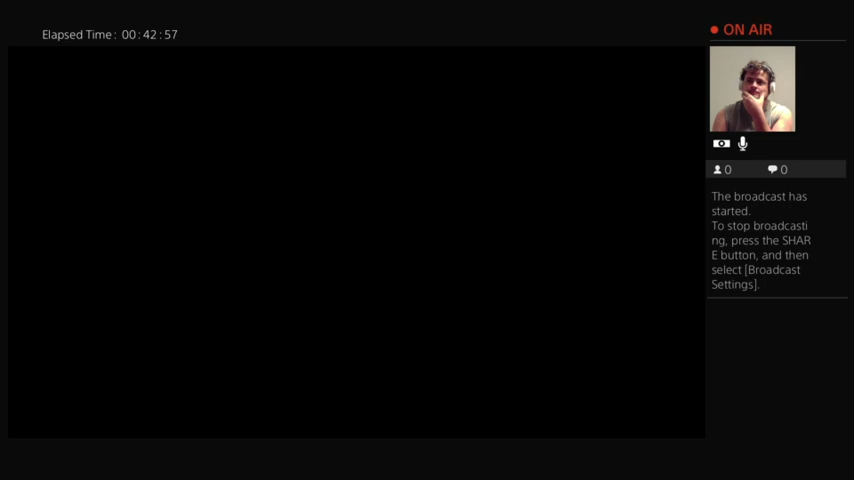 Elapsed Time: 00:42:57
ON AIR
0 0
The broadcast has
started.
To stop broadcasti
ng, press the SHAR
E button, and then
select [Broadcast
Settings].